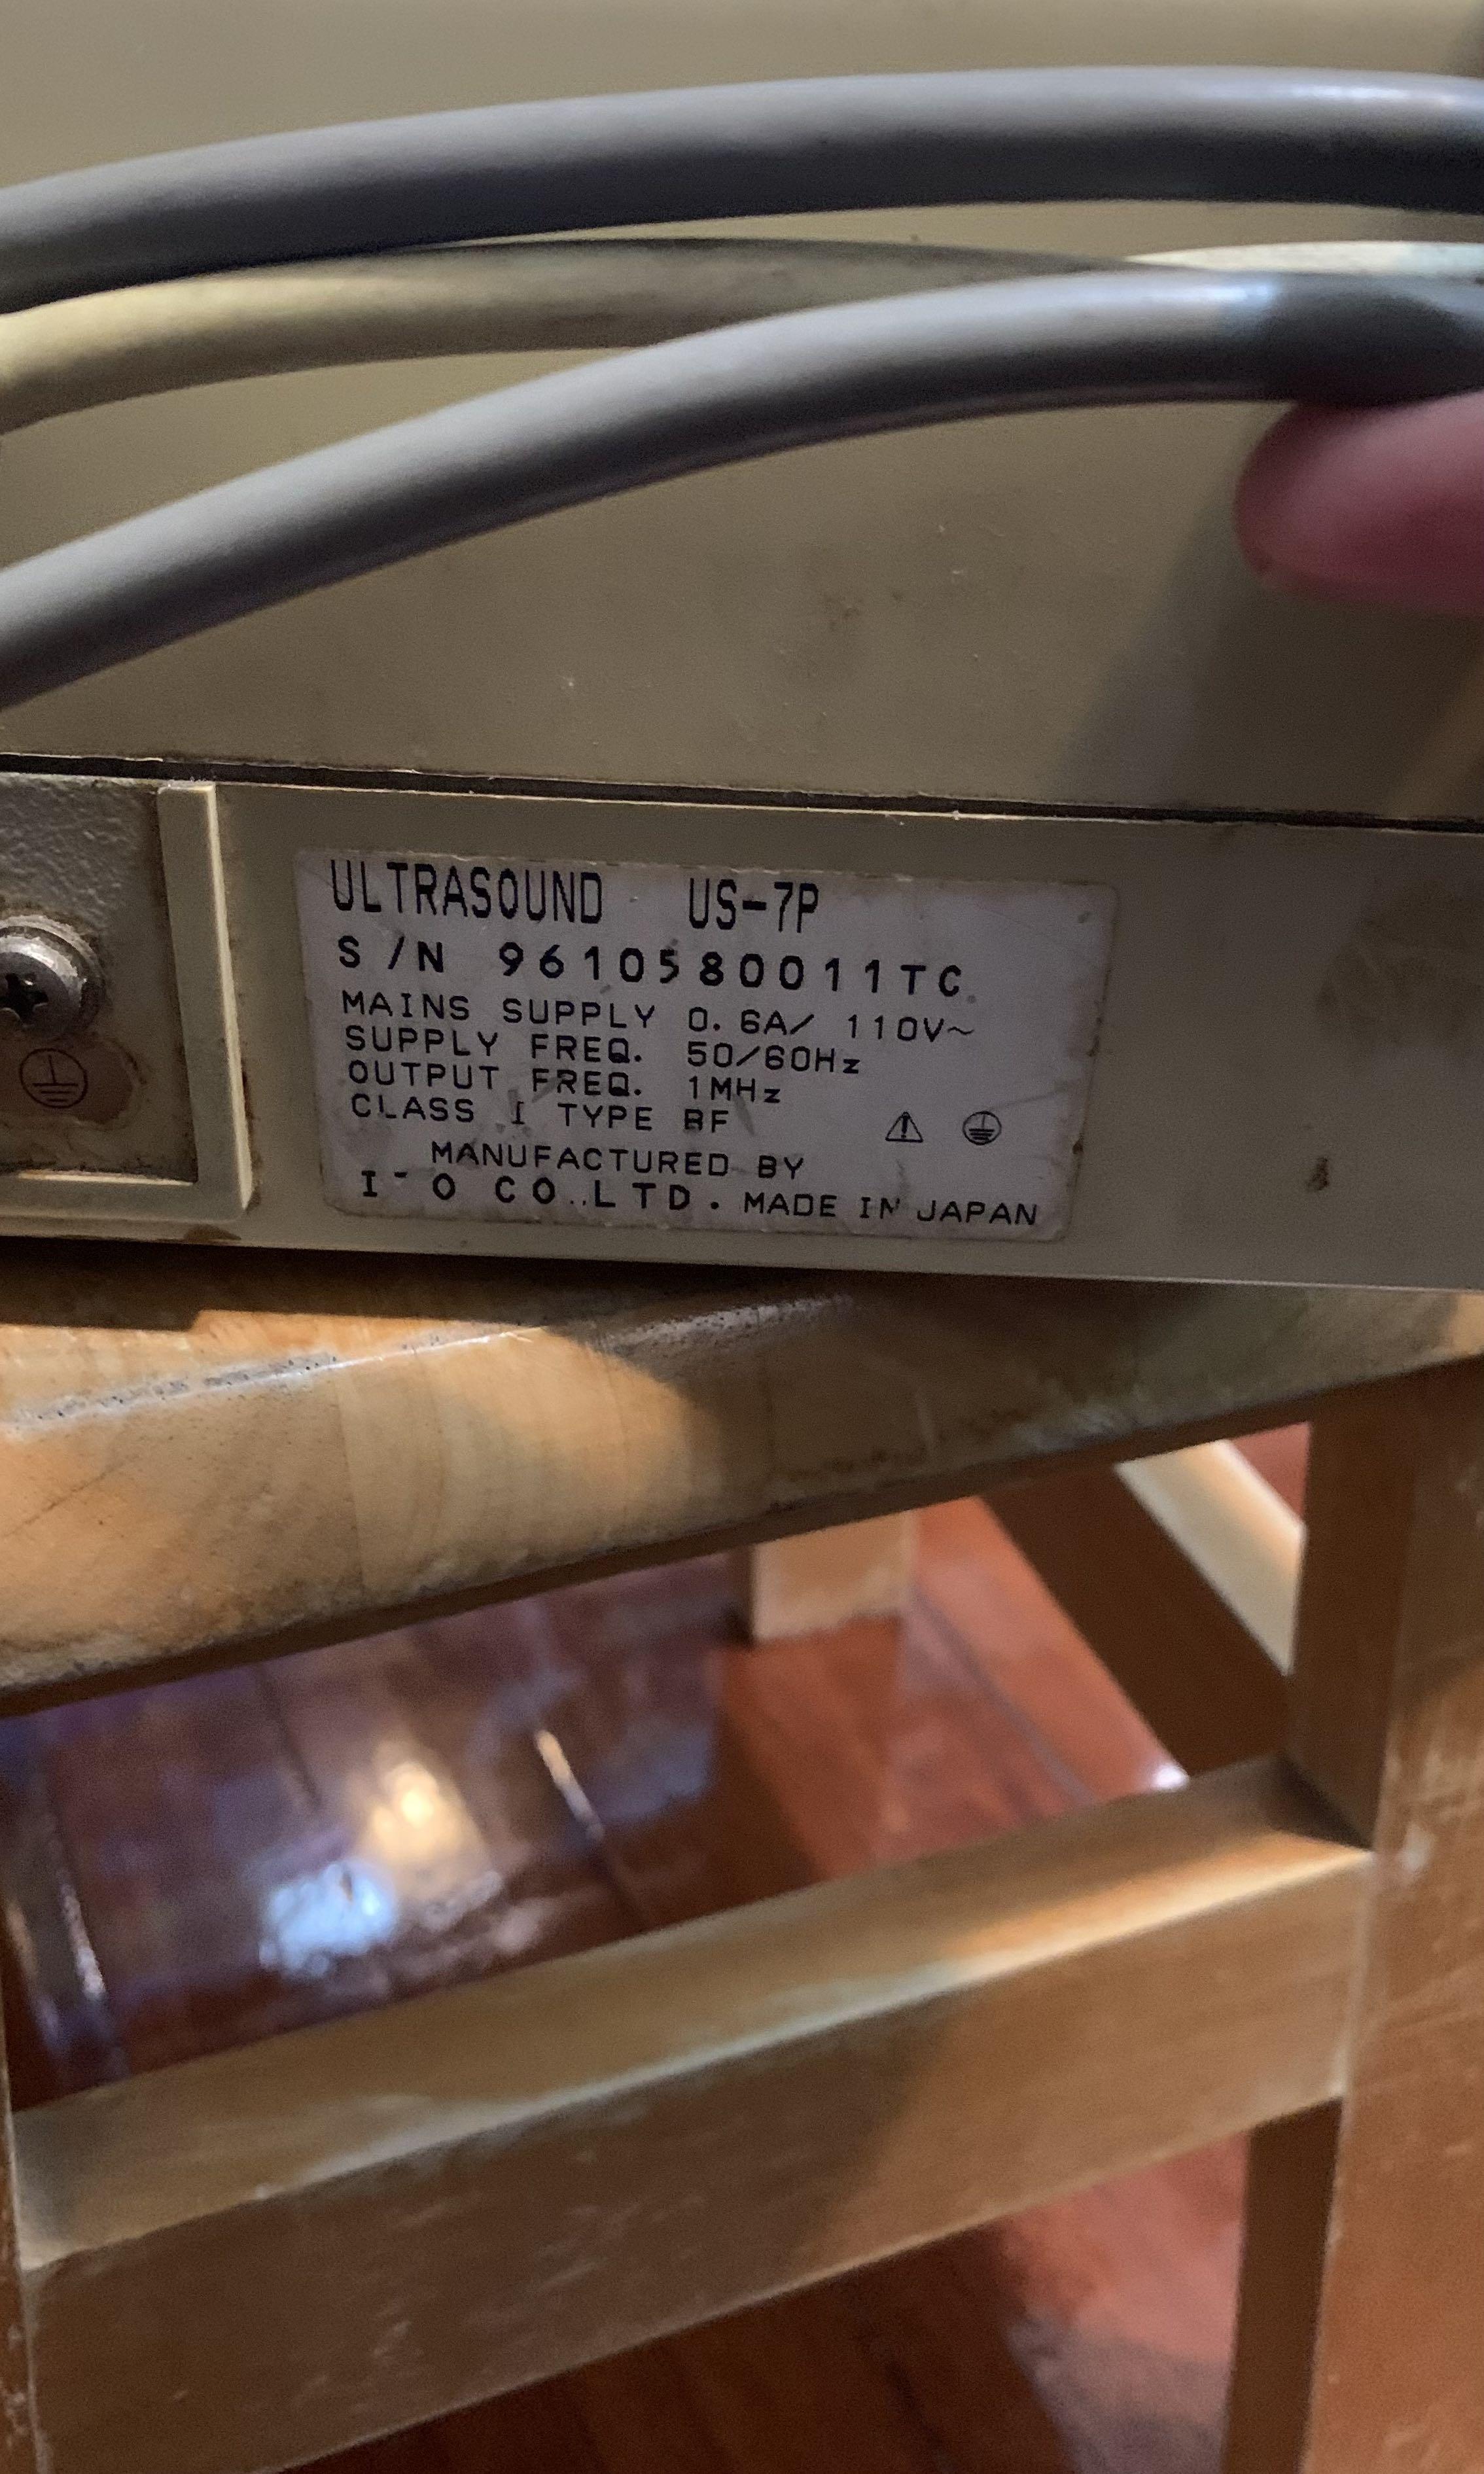 ULTRASOUND US-7P
S/N 9610580011TC
MAINS SUPPLY 0.6A/ 110V~
SUPPLY FREQ. 50/60Hz
OUTPUT FREQ. 1MHz
CLASS I TYPE BF
MANUFACTURED BY
I-O CO.,LTD. MADE IN JAPAN